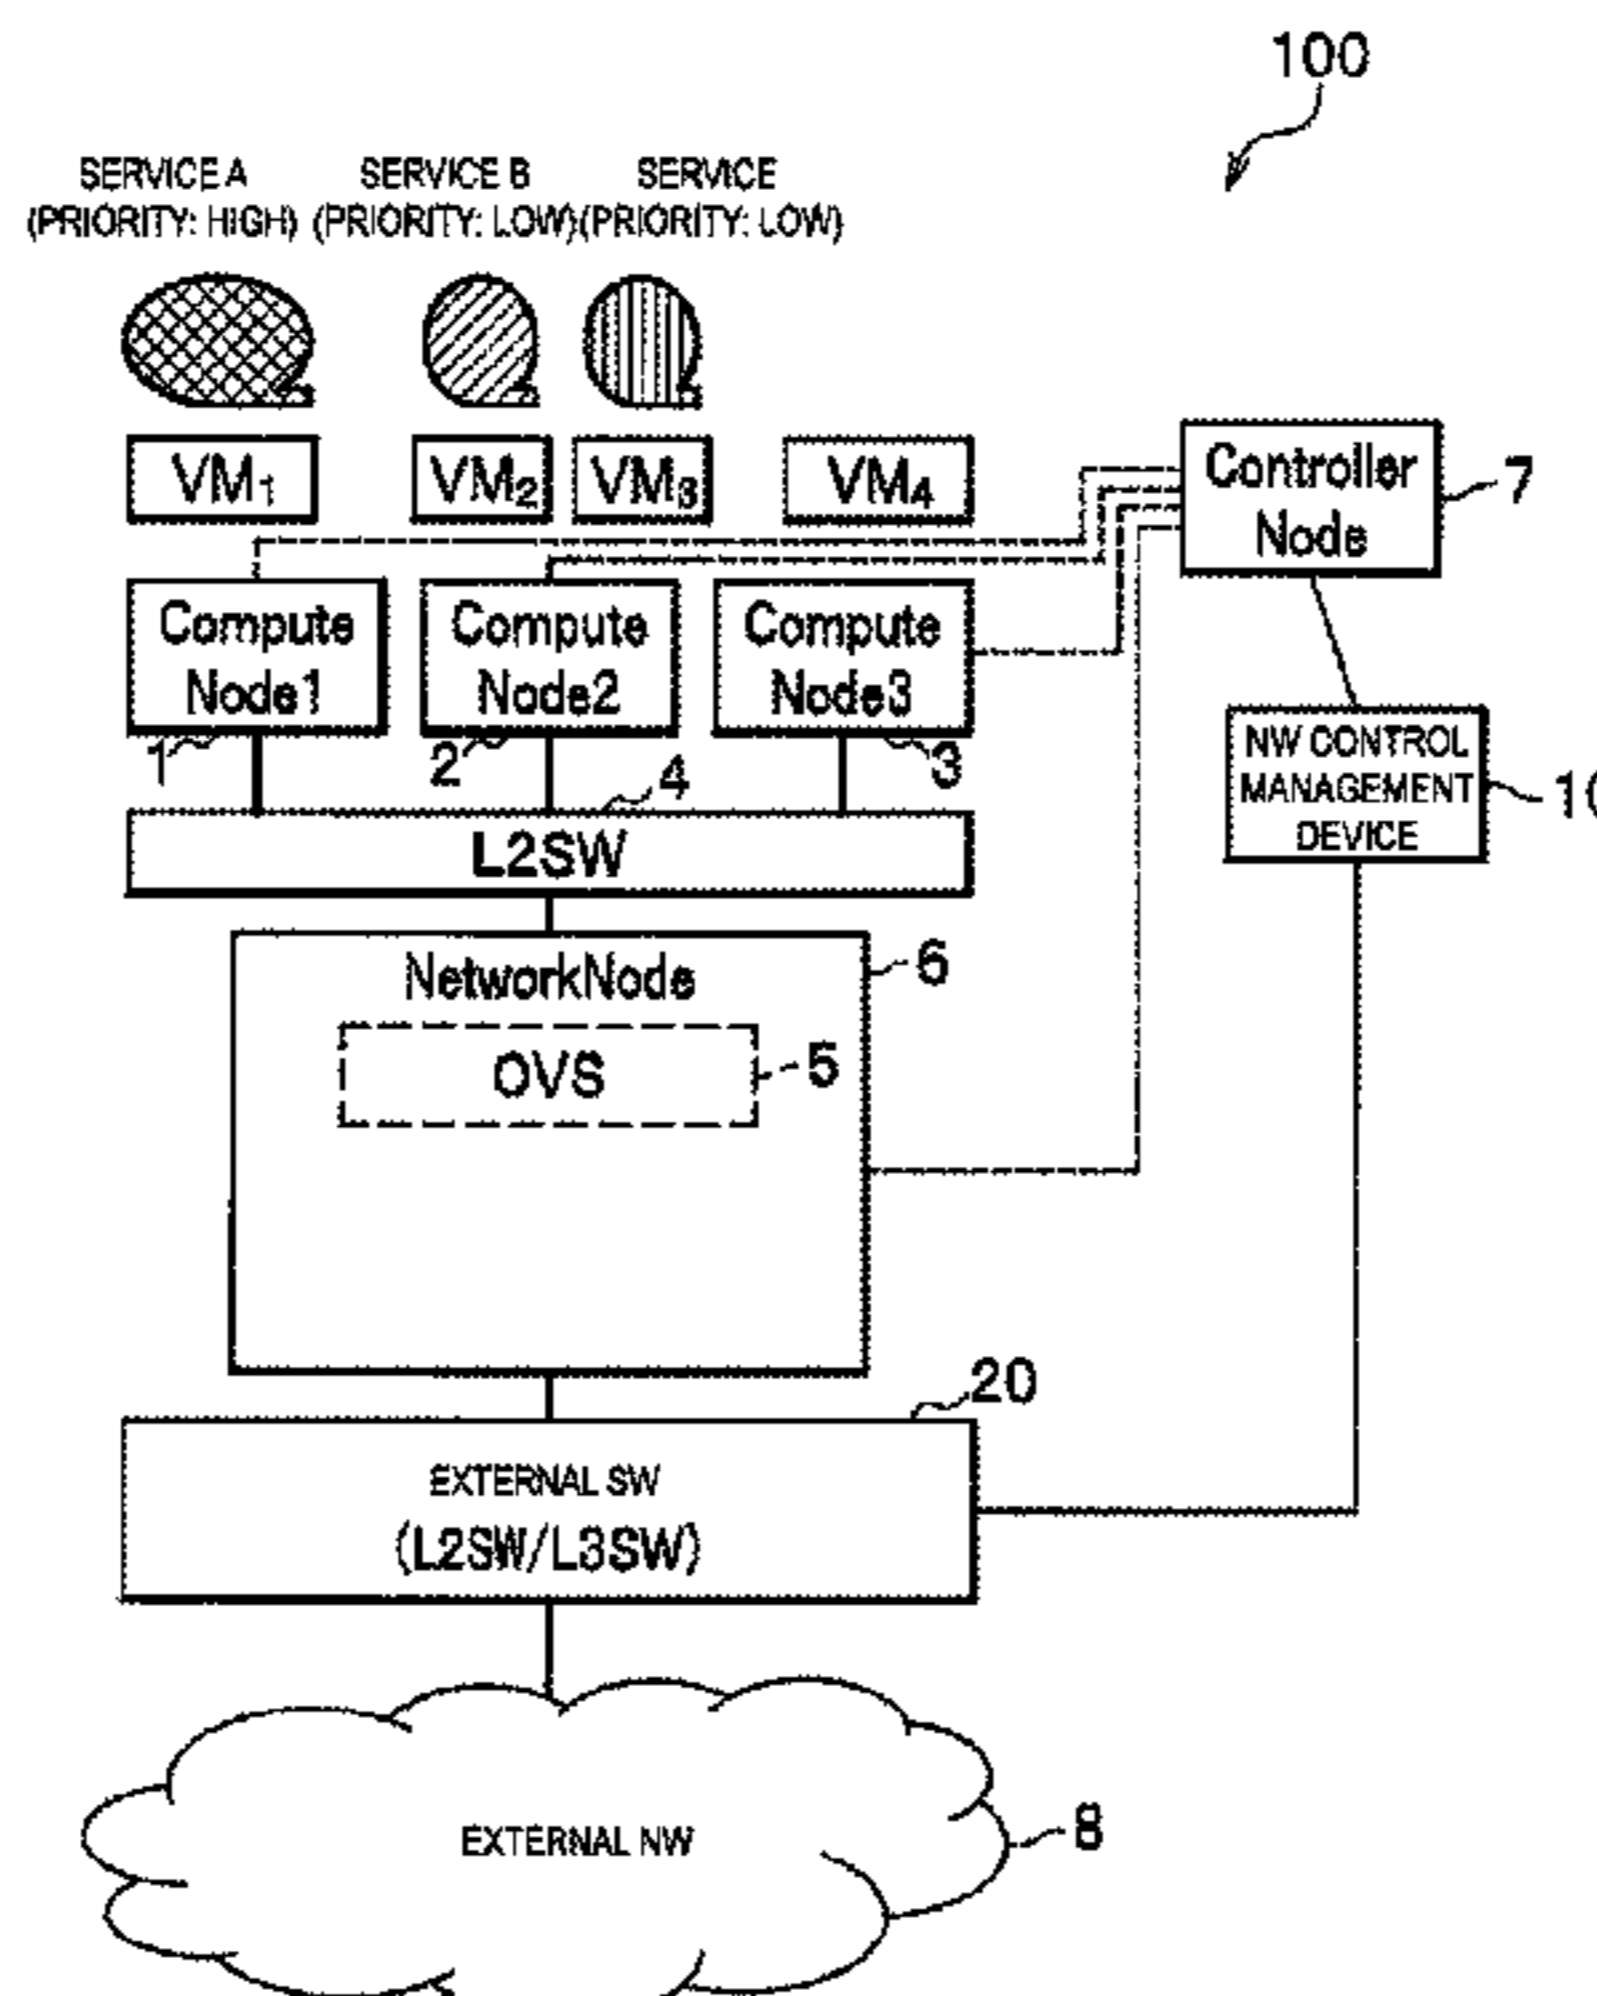 100
SERVICE A SERVICE B SERVICE
(PRIORITY: HIGH) (PRIORITY: LOW) (PRIORITY: LOW)
VM1 VM2 VM3 VM4
Controller
Node
7
Compute
Node1
1
Compute
Node2
2
Compute
Node3
3
NW CONTROL
MANAGEMENT
DEVICE
10
4
L2SW
NetworkNode
6
OVS
5
20
EXTERNAL SW
(L2SW/L3SW)
EXTERNAL NW
8